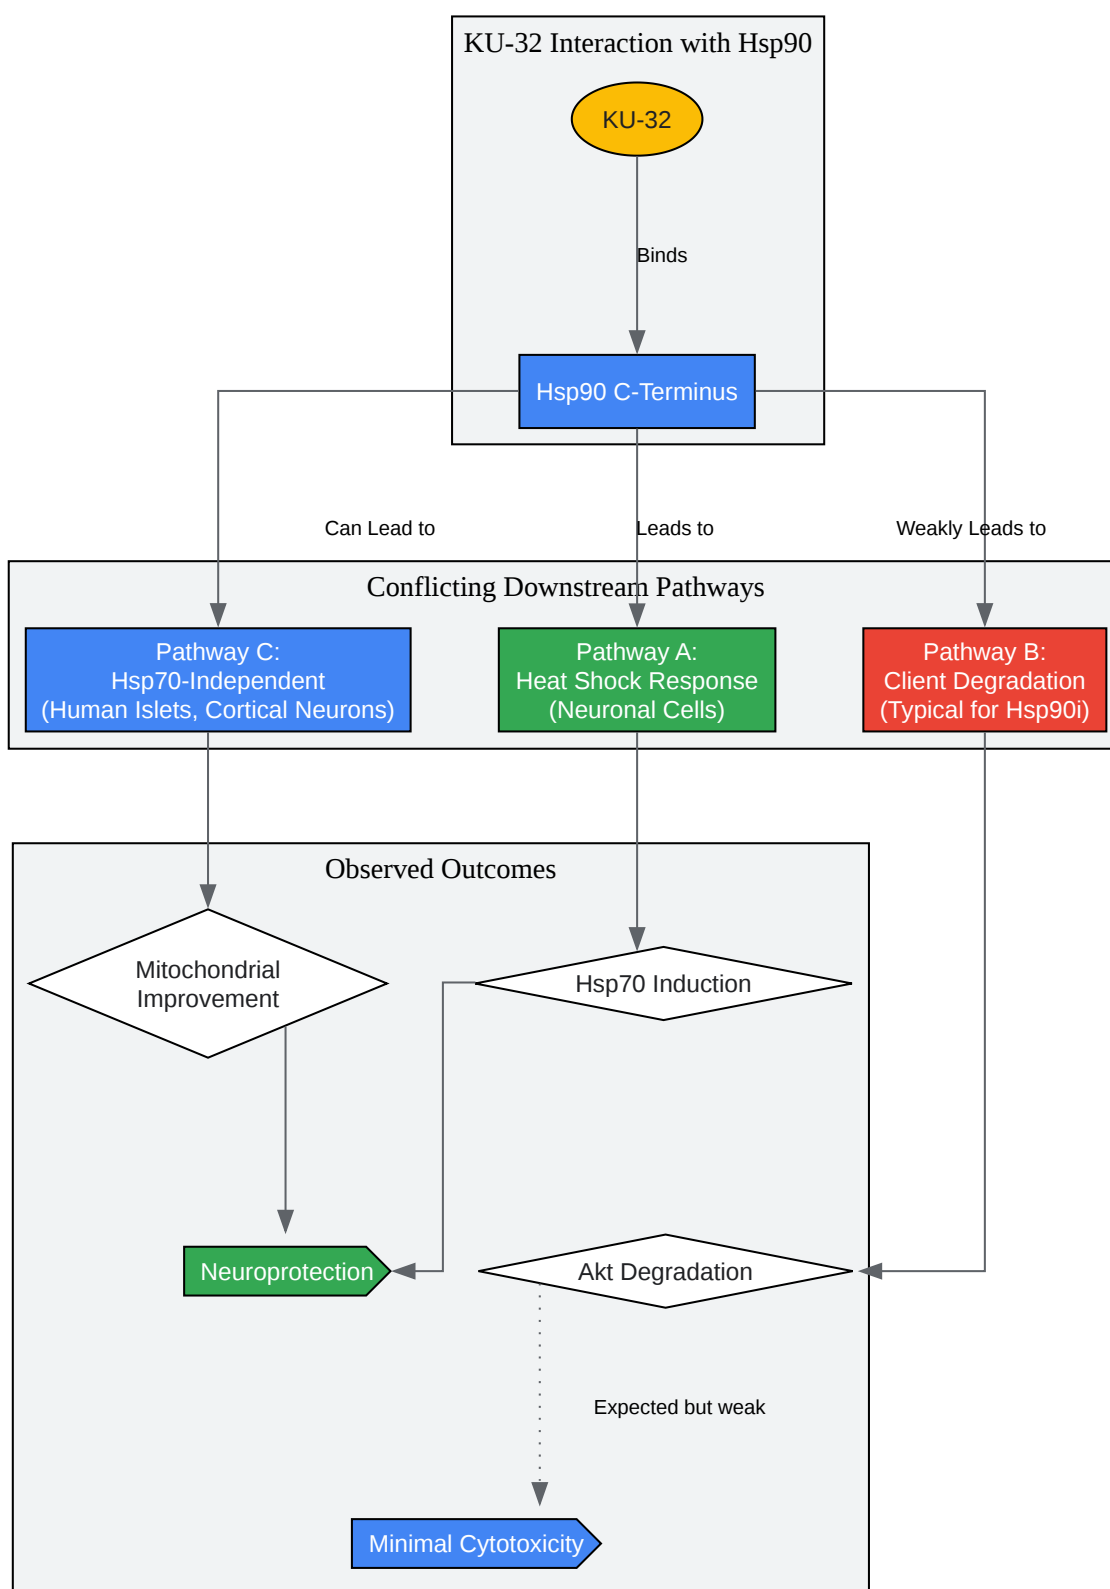 KU-32 Interaction with Hsp90
KU-32
Binds
Hsp90 C-Terminus
Can Lead to
Leads to
Weakly Leads to
Conflicting Downstream Pathways
Pathway C:
Hsp70-Independent
(Human Islets, Cortical Neurons)
Pathway A:
Heat Shock Response
(Neuronal Cells)
Pathway B:
Client Degradation
(Typical for Hsp90i)
Observed Outcomes
Mitochondrial
Improvement
Hsp70 Induction
Neuroprotection
Akt Degradation
Expected but weak
Minimal Cytotoxicity